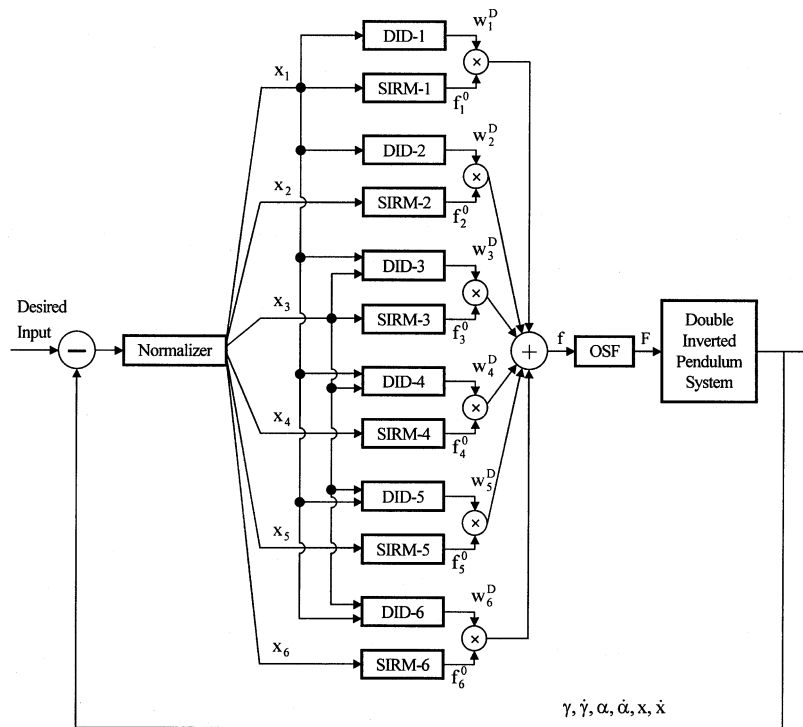 DID-1
w₁ᴰ
×
x₁
SIRM-1
f₁⁰
DID-2
w₂ᴰ
×
x₂
SIRM-2
f₂⁰
DID-3
w₃ᴰ
×
x₃
SIRM-3
f₃⁰
Desired
Input
−
Normalizer
DID-4
w₄ᴰ
×
x₄
SIRM-4
f₄⁰
+
f
OSF
F
Double
Inverted
Pendulum
System
DID-5
w₅ᴰ
×
x₅
SIRM-5
f₅⁰
DID-6
w₆ᴰ
×
x₆
SIRM-6
f₆⁰
γ, γ̇, α, α̇, x, ẋ